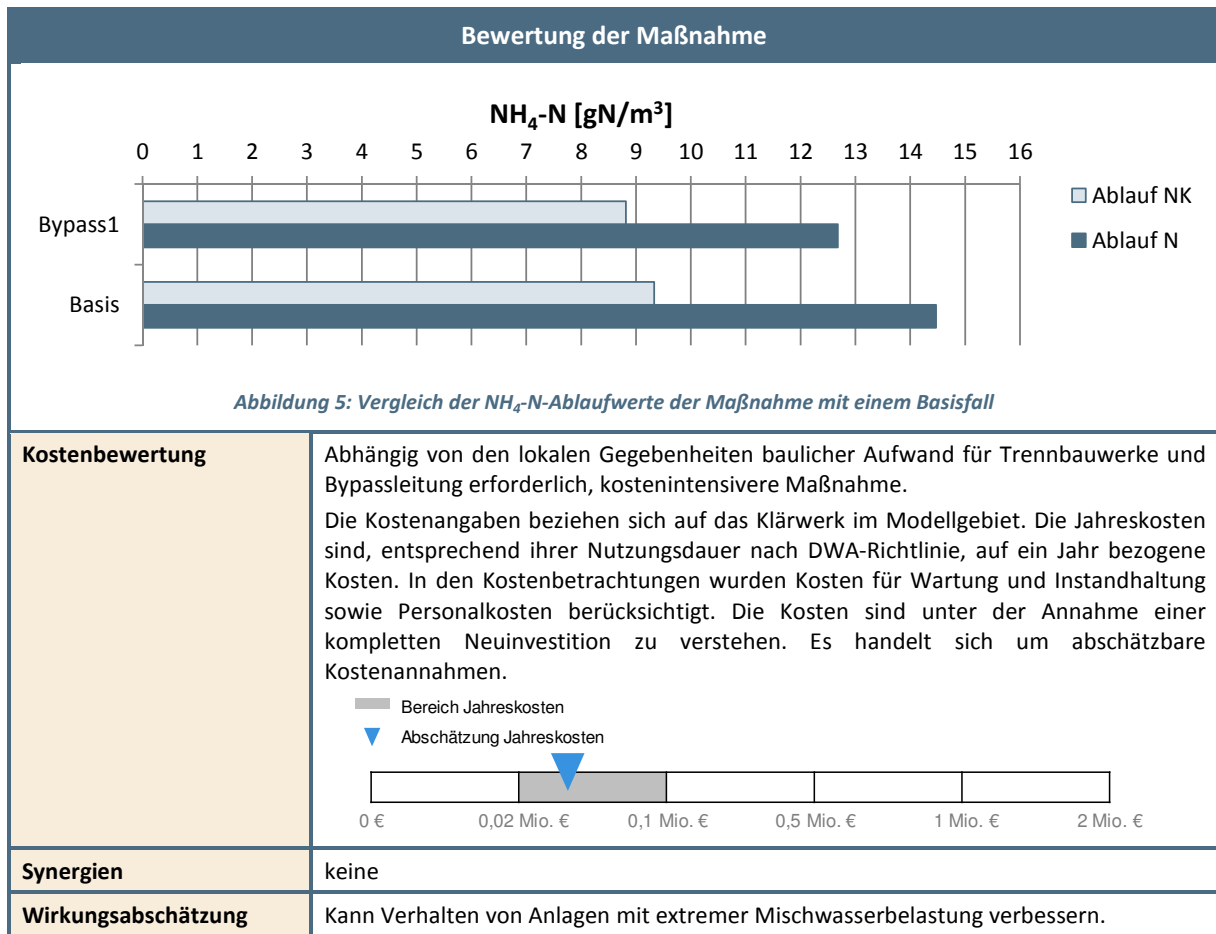 Bewertung der Maßnahme
NH₄-N [gN/m³]
0 1 2 3 4 5 6 7 8 9 10 11 12 13 14 15 16
Bypass1
Basis
Ablauf NK
Ablauf N
Abbildung 5: Vergleich der NH₄-N-Ablaufwerte der Maßnahme mit einem Basisfall
Kostenbewertung
Abhängig von den lokalen Gegebenheiten baulicher Aufwand für Trennbauwerke und
Bypassleitung erforderlich, kostenintensivere Maßnahme.
Die Kostenangaben beziehen sich auf das Klärwerk im Modellgebiet. Die Jahreskosten
sind, entsprechend ihrer Nutzungsdauer nach DWA-Richtlinie, auf ein Jahr bezogene
Kosten. In den Kostenbetrachtungen wurden Kosten für Wartung und Instandhaltung
sowie Personalkosten berücksichtigt. Die Kosten sind unter der Annahme einer
kompletten Neuinvestition zu verstehen. Es handelt sich um abschätzbare
Kostenannahmen.
Bereich Jahreskosten
Abschätzung Jahreskosten
0 € 0,02 Mio. € 0,1 Mio. € 0,5 Mio. € 1 Mio. € 2 Mio. €
Synergien
keine
Wirkungsabschätzung
Kann Verhalten von Anlagen mit extremer Mischwasserbelastung verbessern.